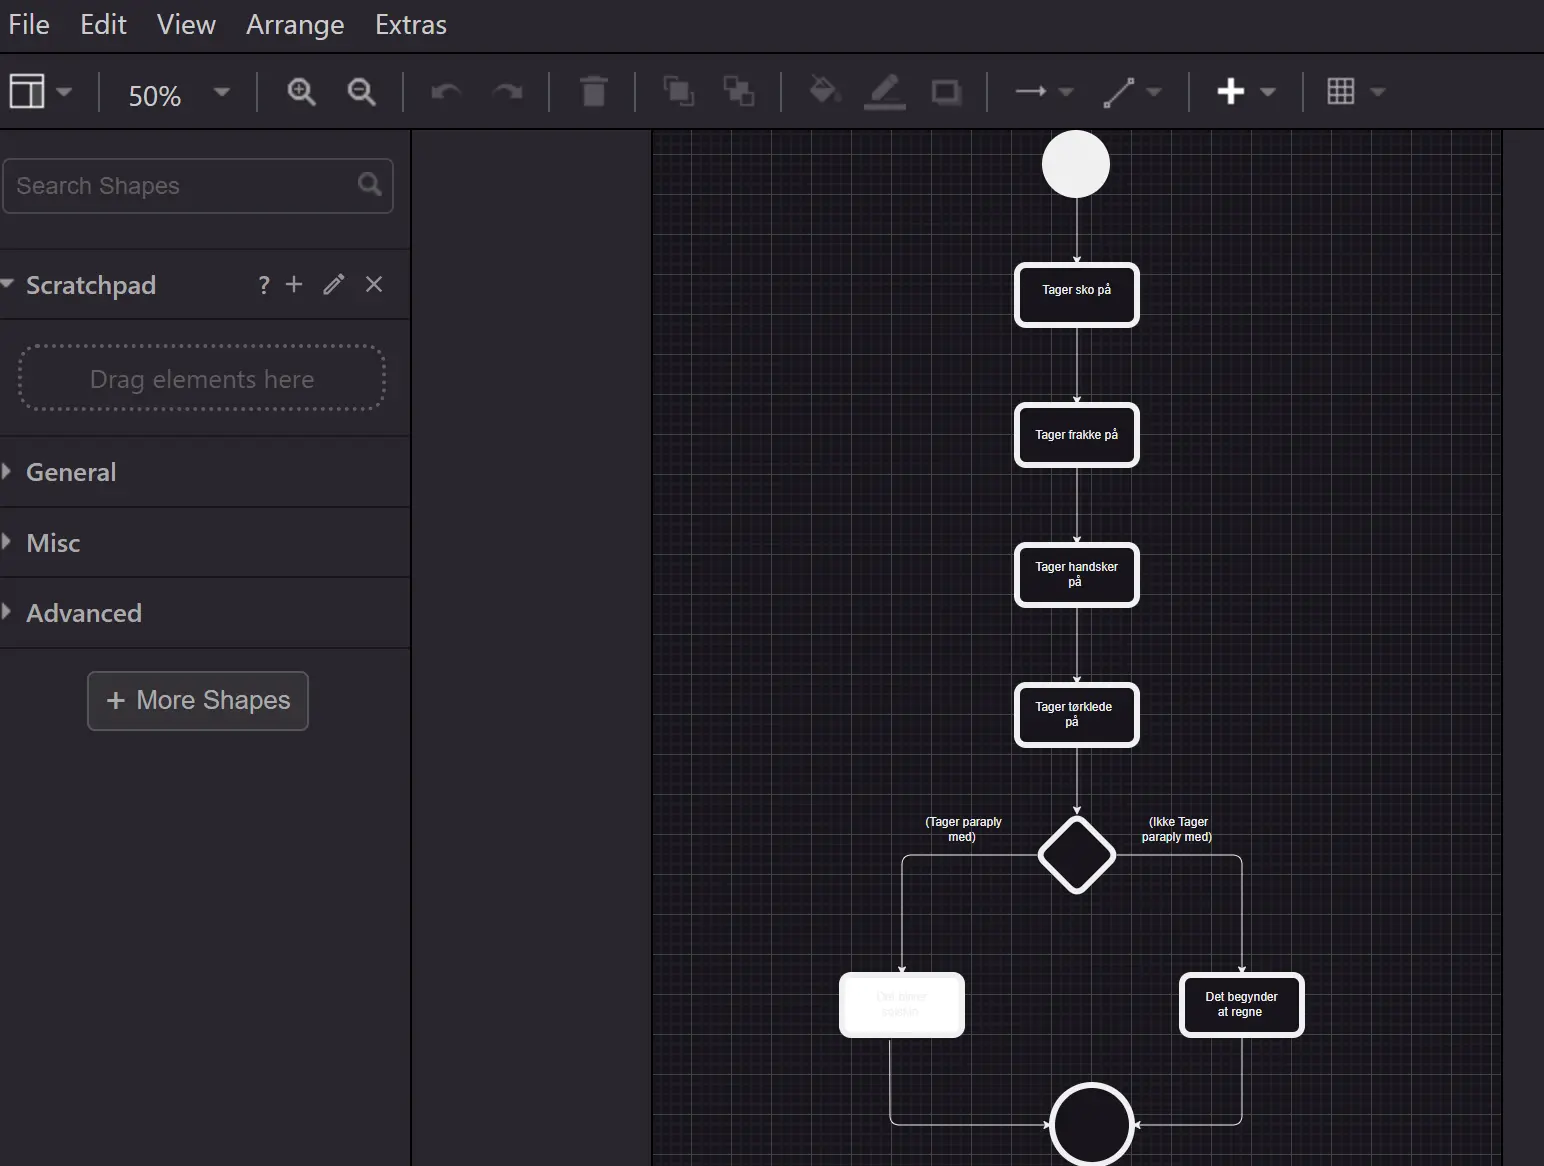 File Edit View Arrange Extras
50%
Search Shapes
Scratchpad ?
Drag elements here
General
Misc
Advanced
+ More Shapes
Tager sko på
Tager frakke på
Tager handsker
på
Tager tørklede
på
(Tager paraply
med)
(Ikke Tager
paraply med)
Det bliver
Det begynder
at regne